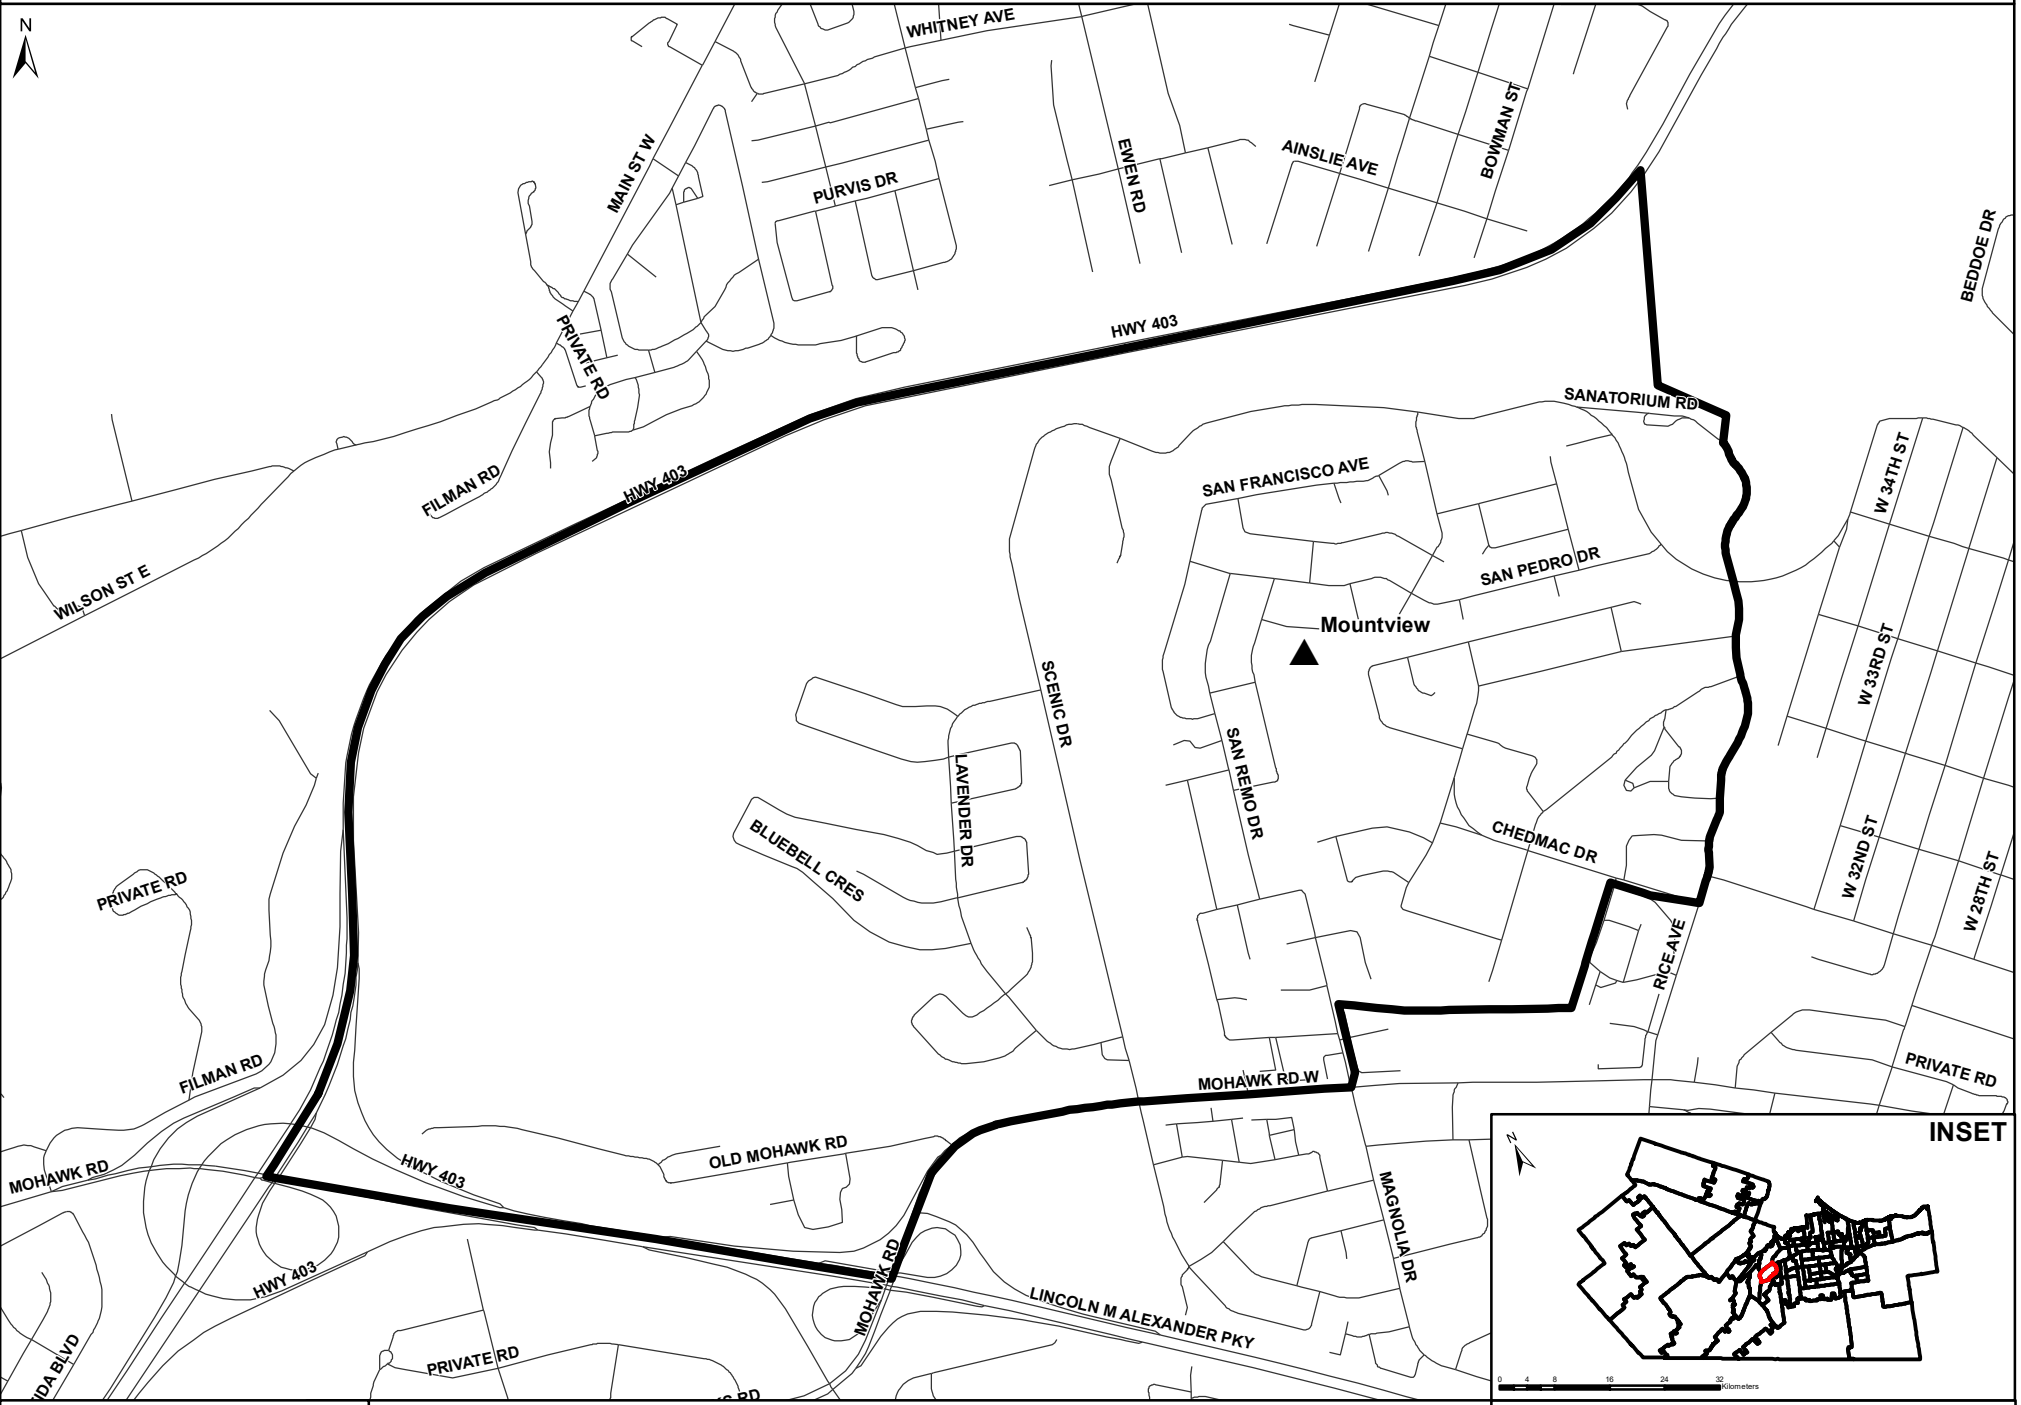 N
WHITNEY AVE
MAIN ST W
PURVIS DR
EWEN RD
AINSLIE AVE
BOWMAN ST
BEDDOE DR
HWY 403
PRIVATE RD
SANATORIUM RD
FILMAN RD
HWY 403
SAN FRANCISCO AVE
W 34TH ST
WILSON ST E
SAN PEDRO DR
Mountview
W 33RD ST
SCENIC DR
SAN REMO DR
LAVENDER DR
BLUEBELL CRES
CHEDMAC DR
W 32ND ST
W 28TH ST
PRIVATE RD
RICE AVE
FILMAN RD
MOHAWK RD W
PRIVATE RD
MOHAWK RD
HWY 403
OLD MOHAWK RD
MAGNOLIA DR
HWY 403
MOHAWK RD
LINCOLN M ALEXANDER PKY
PRIVATE RD
IDA BLVD
S RD
INSET
N
0 4 8 16 24 32
Kilometers